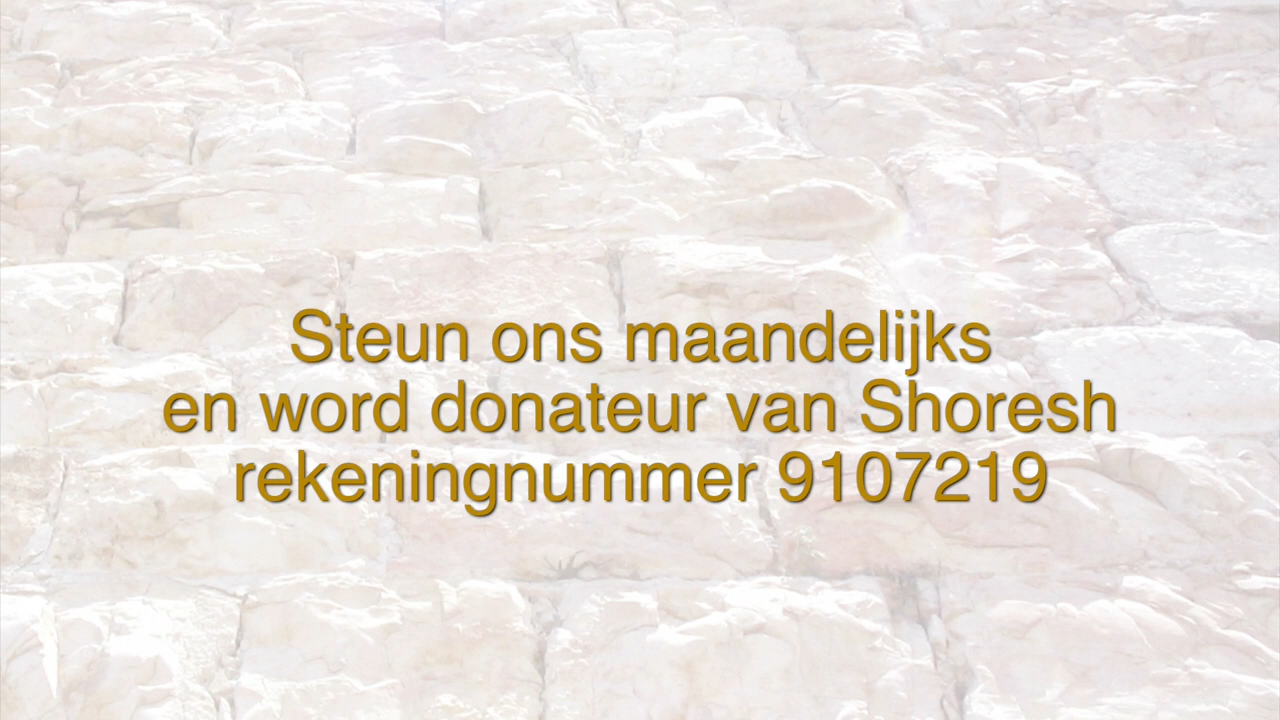 Steun ons maandelijks
en word donateur van Shoresh
rekeningnummer 9107219